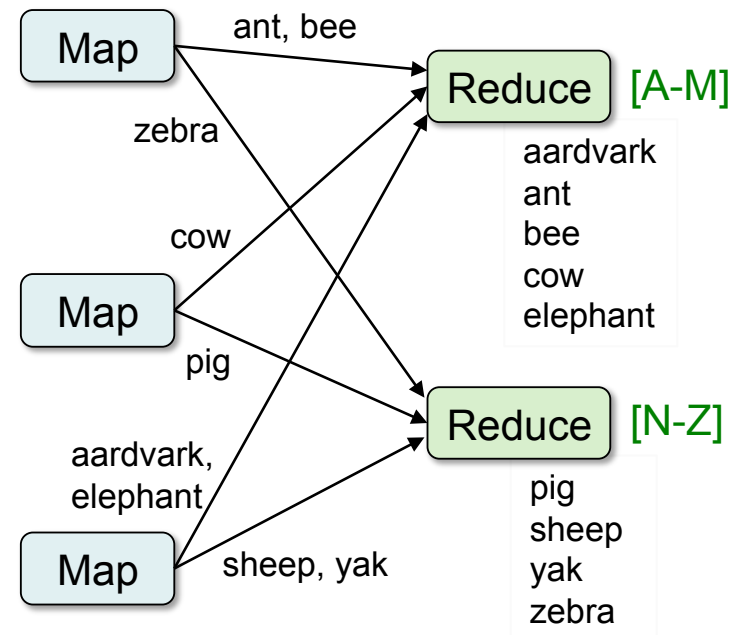 Map
ant, bee
Reduce
[A-M]
zebra
aardvark
ant
bee
cow
elephant
cow
Map
pig
Reduce
[N-Z]
aardvark,
elephant
pig
sheep
yak
zebra
Map
sheep, yak